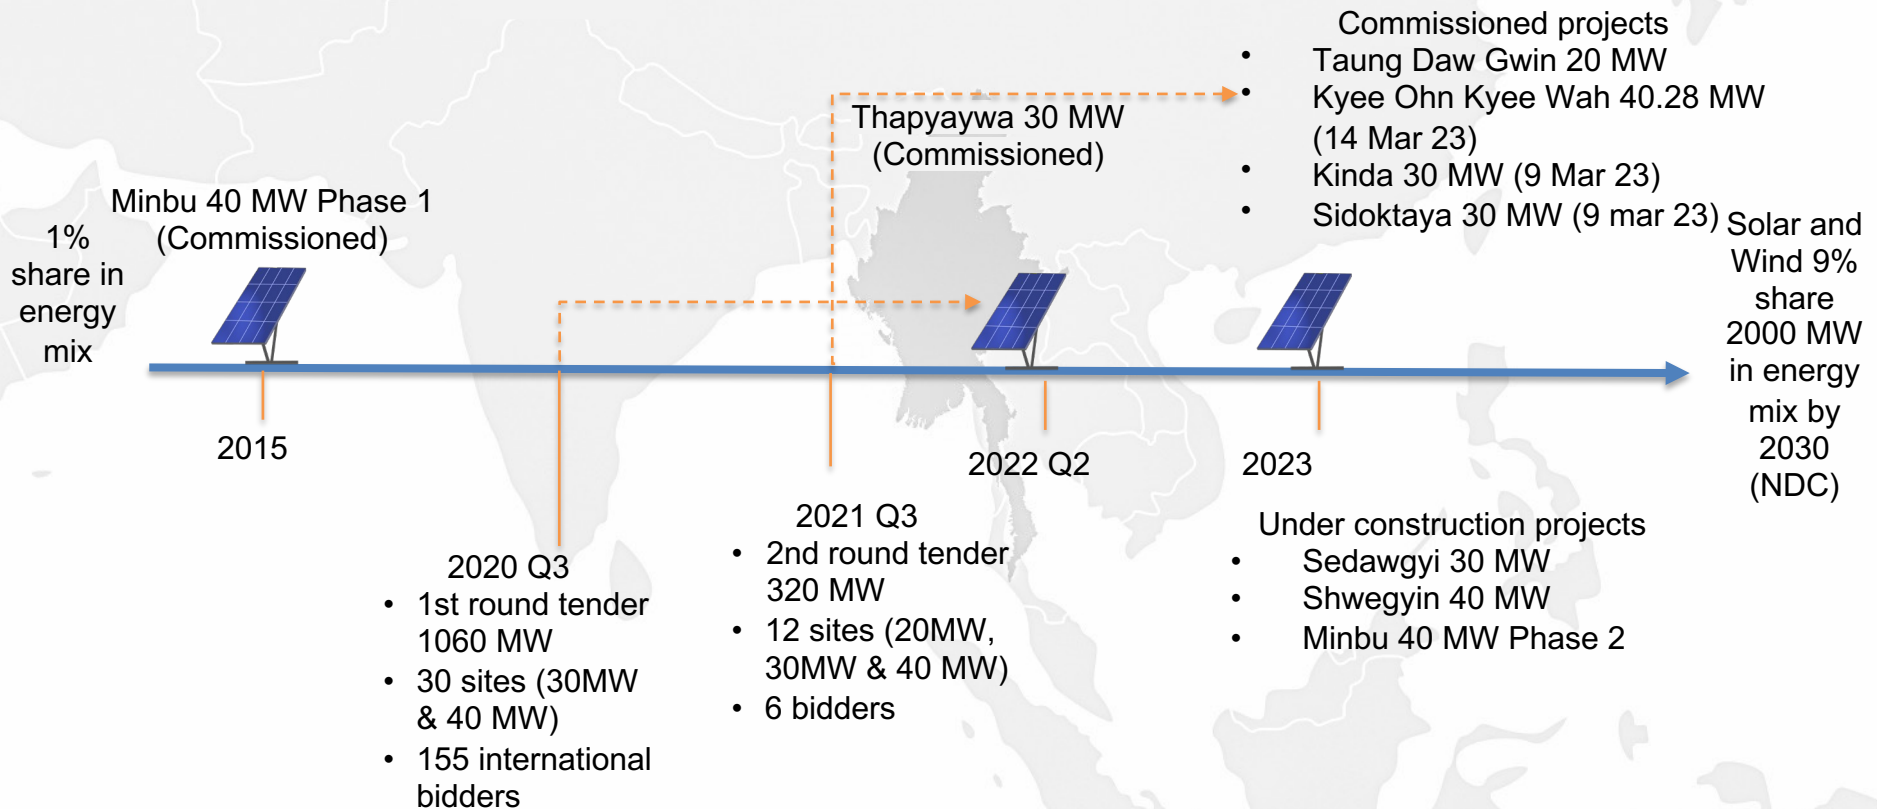 1%
share in
energy
mix
Minbu 40 MW Phase 1
(Commissioned)
2015
2020 Q3
• 1st round tender
1060 MW
• 30 sites (30MW
& 40 MW)
• 155 international
bidders
2021 Q3
• 2nd round tender
320 MW
• 12 sites (20MW,
30MW & 40 MW)
• 6 bidders
Thapyaywa 30 MW
(Commissioned)
2022 Q2
Commissioned projects
• Taung Daw Gwin 20 MW
• Kyee Ohn Kyee Wah 40.28 MW
(14 Mar 23)
• Kinda 30 MW (9 Mar 23)
• Sidoktaya 30 MW (9 mar 23)
2023
Under construction projects
• Sedawgyi 30 MW
• Shwegyin 40 MW
• Minbu 40 MW Phase 2
Solar and
Wind 9%
share
2000 MW
in energy
mix by
2030
(NDC)